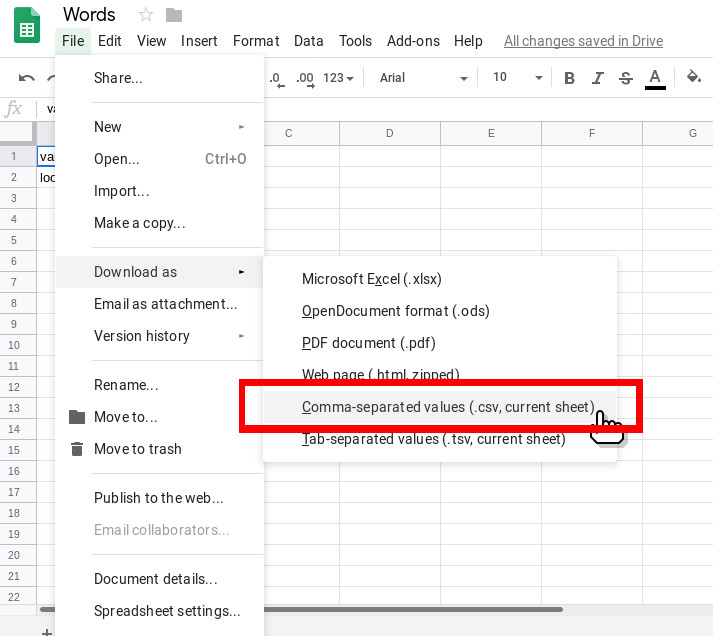 Words
File Edit View Insert Format Data Tools Add-ons Help All changes saved in Drive
.0 .00 123 Arial 10 B I S A
fx va
C D E F G
1 va
2 loc
3
4
5
6
7
8
9
10
11
12
13
14
15
16
17
18
19
20
21
22
Share...
New
Open... Ctrl+O
Import...
Make a copy...
Download as
Email as attachment...
Version history
Rename...
Move to...
Move to trash
Publish to the web...
Email collaborators...
Document details...
Spreadsheet settings...
Microsoft Excel (.xlsx)
OpenDocument format (.ods)
PDF document (.pdf)
Web page (.html, zipped)
Comma-separated values (.csv, current sheet)
Tab-separated values (.tsv, current sheet)